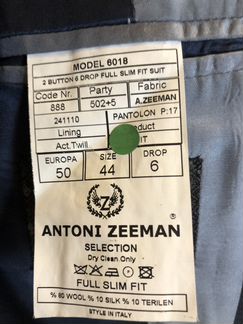 MODEL 6018
2 BUTTON 6 DROP FULL SLIM FIT SUIT
Code Nr. Party Fabric
888 502+5 A.ZEEMAN
241110 PANTOLON P:17
Lining duct
Act.Twill IT
EUROPA SIZE DROP
50 44 6
ANTONI ZEEMAN ®
SELECTION
Dry Clean Only
FULL SLIM FIT
% 80 WOOL % 10 SILK % 10 TERILEN
STYLE IN ITALY